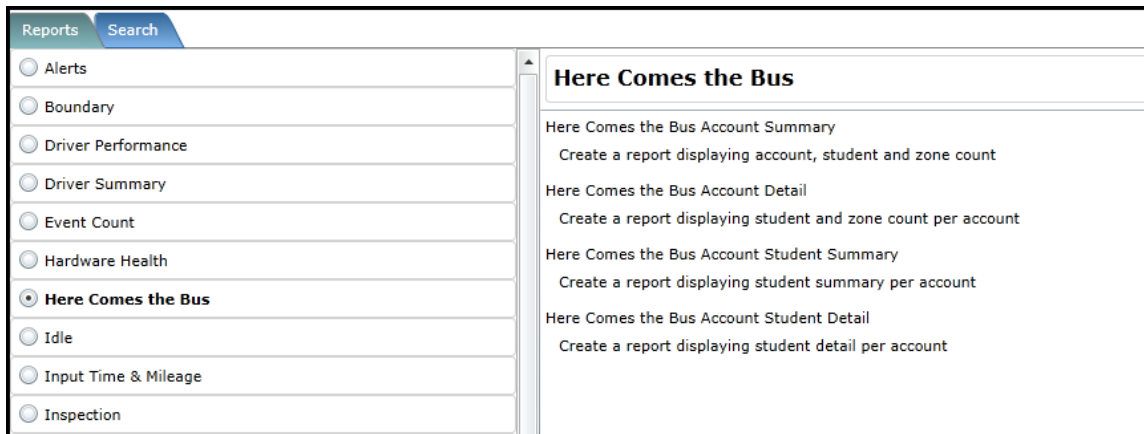 Reports
Search
Alerts
Boundary
Driver Performance
Driver Summary
Event Count
Hardware Health
Here Comes the Bus
Idle
Input Time & Mileage
Inspection
Here Comes the Bus
Here Comes the Bus Account Summary
Create a report displaying account, student and zone count
Here Comes the Bus Account Detail
Create a report displaying student and zone count per account
Here Comes the Bus Account Student Summary
Create a report displaying student summary per account
Here Comes the Bus Account Student Detail
Create a report displaying student detail per account